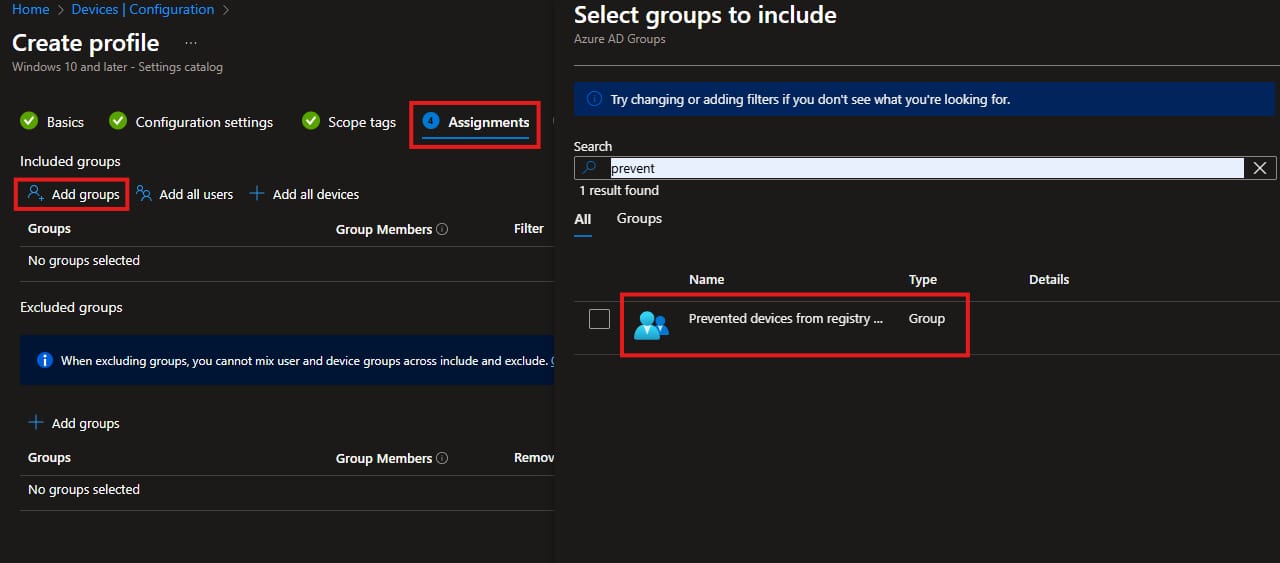 Home > Devices | Configuration >
Create profile ...
Windows 10 and later - Settings catalog
Basics Configuration settings Scope tags 4 Assignments
Included groups
Add groups Add all users Add all devices
Groups Group Members Filter
No groups selected
Excluded groups
When excluding groups, you cannot mix user and device groups across include and exclude.
Add groups
Groups Group Members Remov
No groups selected
Select groups to include
Azure AD Groups
Try changing or adding filters if you don't see what you're looking for.
Search
prevent
1 result found
All Groups
Name Type Details
Prevented devices from registry ... Group